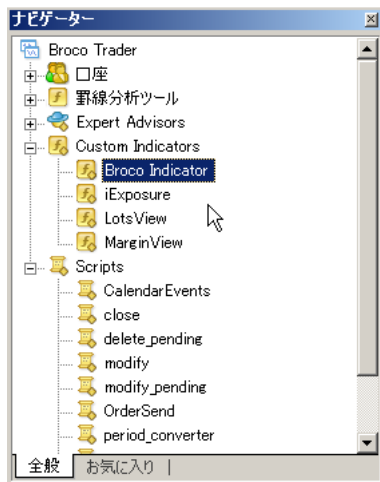 ナビゲーター
Broco Trader
口座
罫線分析ツール
Expert Advisors
Custom Indicators
Broco Indicator
iExposure
LotsView
MarginView
Scripts
CalendarEvents
close
delete_pending
modify
modify_pending
OrderSend
period_converter
全般 お気に入り